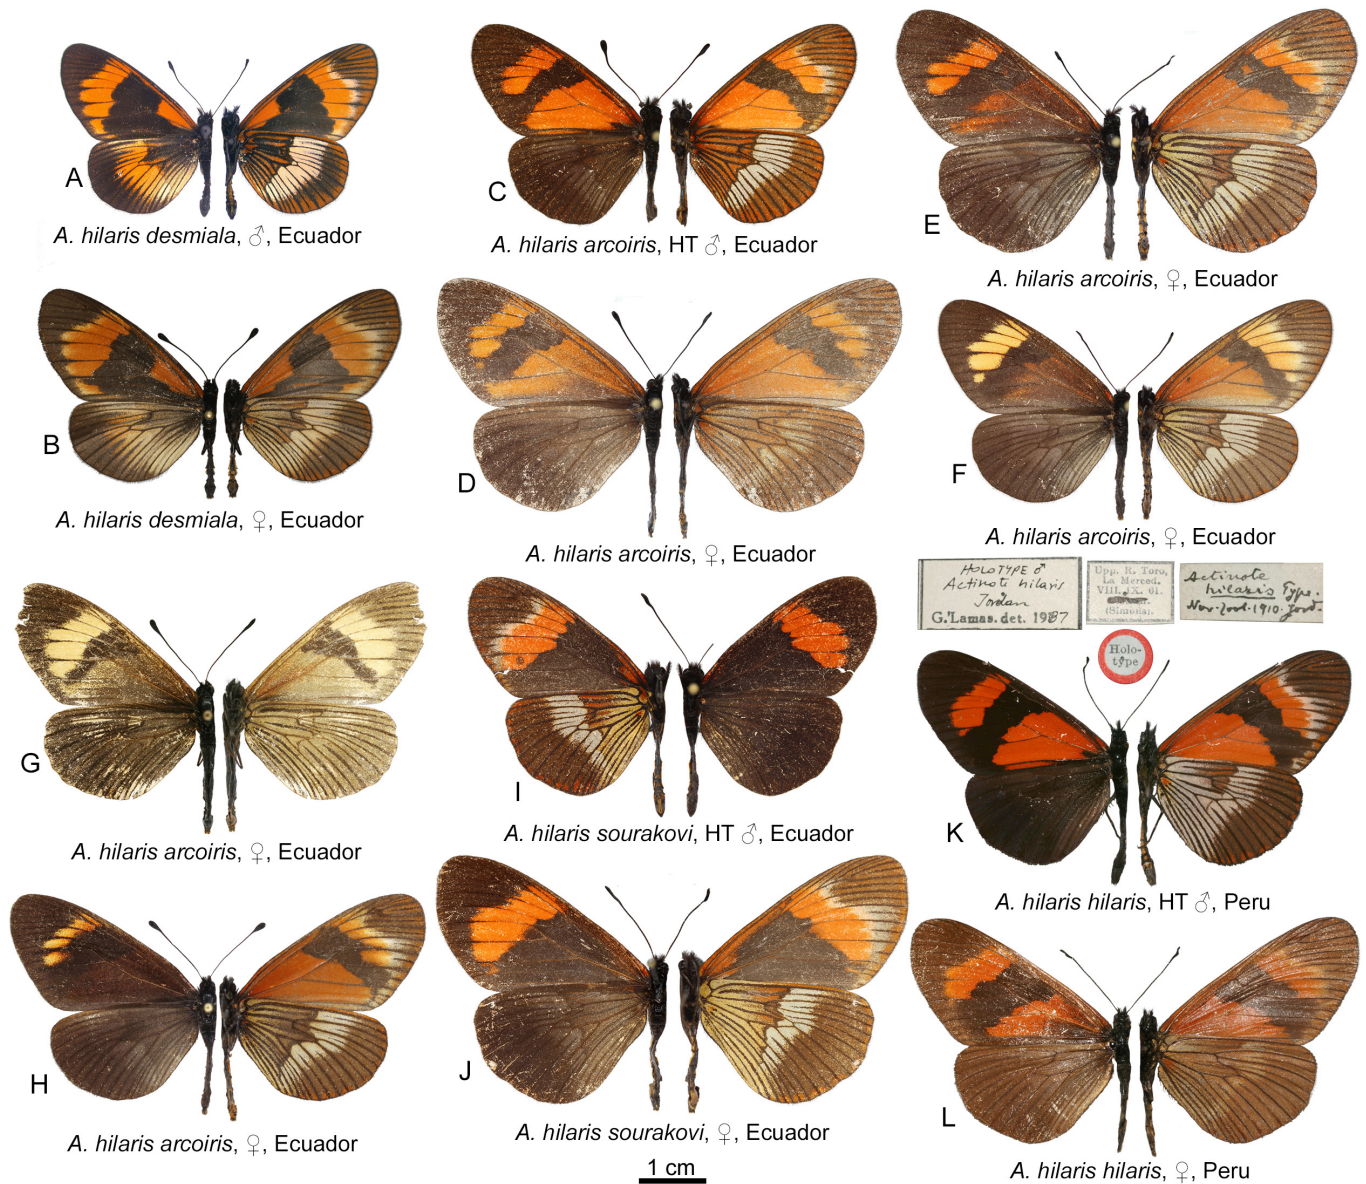 A
A. hilaris desmiala, ♂, Ecuador
B
A. hilaris desmiala, ♀, Ecuador
C
A. hilaris arcoiris, HT ♂, Ecuador
D
A. hilaris arcoiris, ♀, Ecuador
E
A. hilaris arcoiris, ♀, Ecuador
F
A. hilaris arcoiris, ♀, Ecuador
G
A. hilaris arcoiris, ♀, Ecuador
H
A. hilaris arcoiris, ♀, Ecuador
I
A. hilaris sourakovi, HT ♂, Ecuador
J
A. hilaris sourakovi, ♀, Ecuador
1 cm
HOLOTYPE ♂
Actinote hilaris
Jordan
G. Lamas. det. 1987
Upp. R. Toro,
La Merced.
VIII. IX. 01.
(Simons).
Actinote
hilaris Type.
Nov. Zool. 1910. Jord.
Holo-
type
K
A. hilaris hilaris, HT ♂, Peru
L
A. hilaris hilaris, ♀, Peru